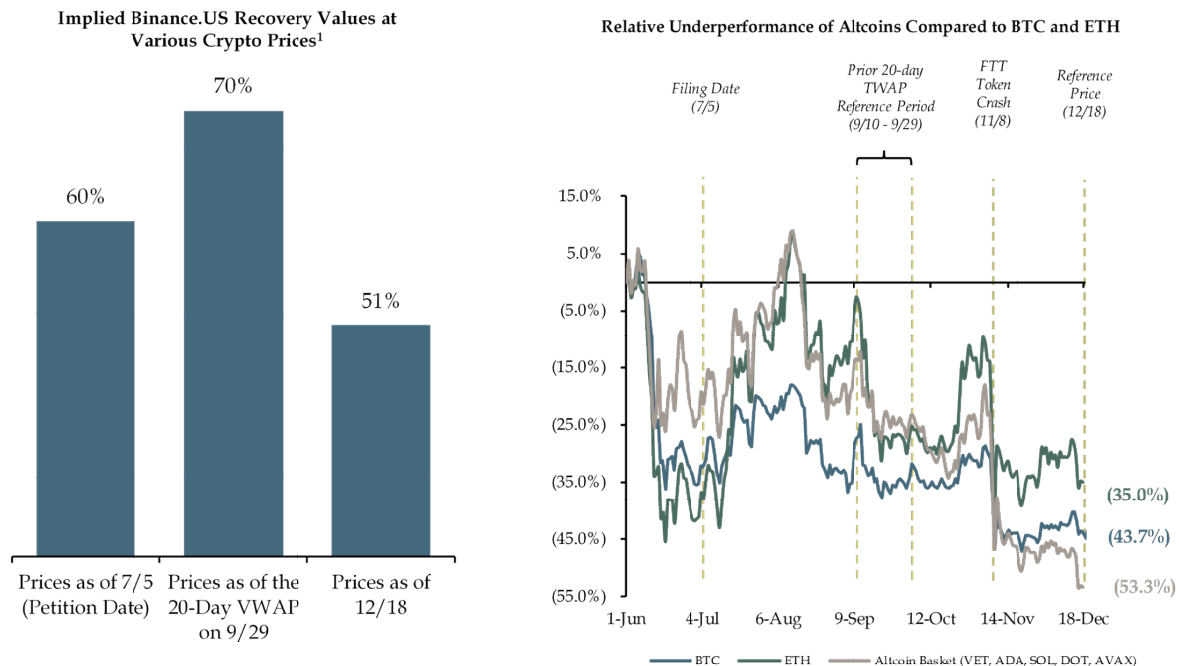 Implied Binance.US Recovery Values at
Various Crypto Prices¹
70%
60%
51%
Prices as of 7/5
(Petition Date)
Prices as of the
20-Day VWAP
on 9/29
Prices as of
12/18
Relative Underperformance of Altcoins Compared to BTC and ETH
Filing Date
(7/5)
Prior 20-day
TWAP
Reference Period
(9/10 - 9/29)
FTT
Token
Crash
(11/8)
Reference
Price
(12/18)
15.0%
5.0%
(5.0%)
(15.0%)
(25.0%)
(35.0%)
(45.0%)
(55.0%)
(35.0%)
(43.7%)
(53.3%)
1-Jun
4-Jul
6-Aug
9-Sep
12-Oct
14-Nov
18-Dec
BTC
ETH
Altcoin Basket (VET, ADA, SOL, DOT, AVAX)